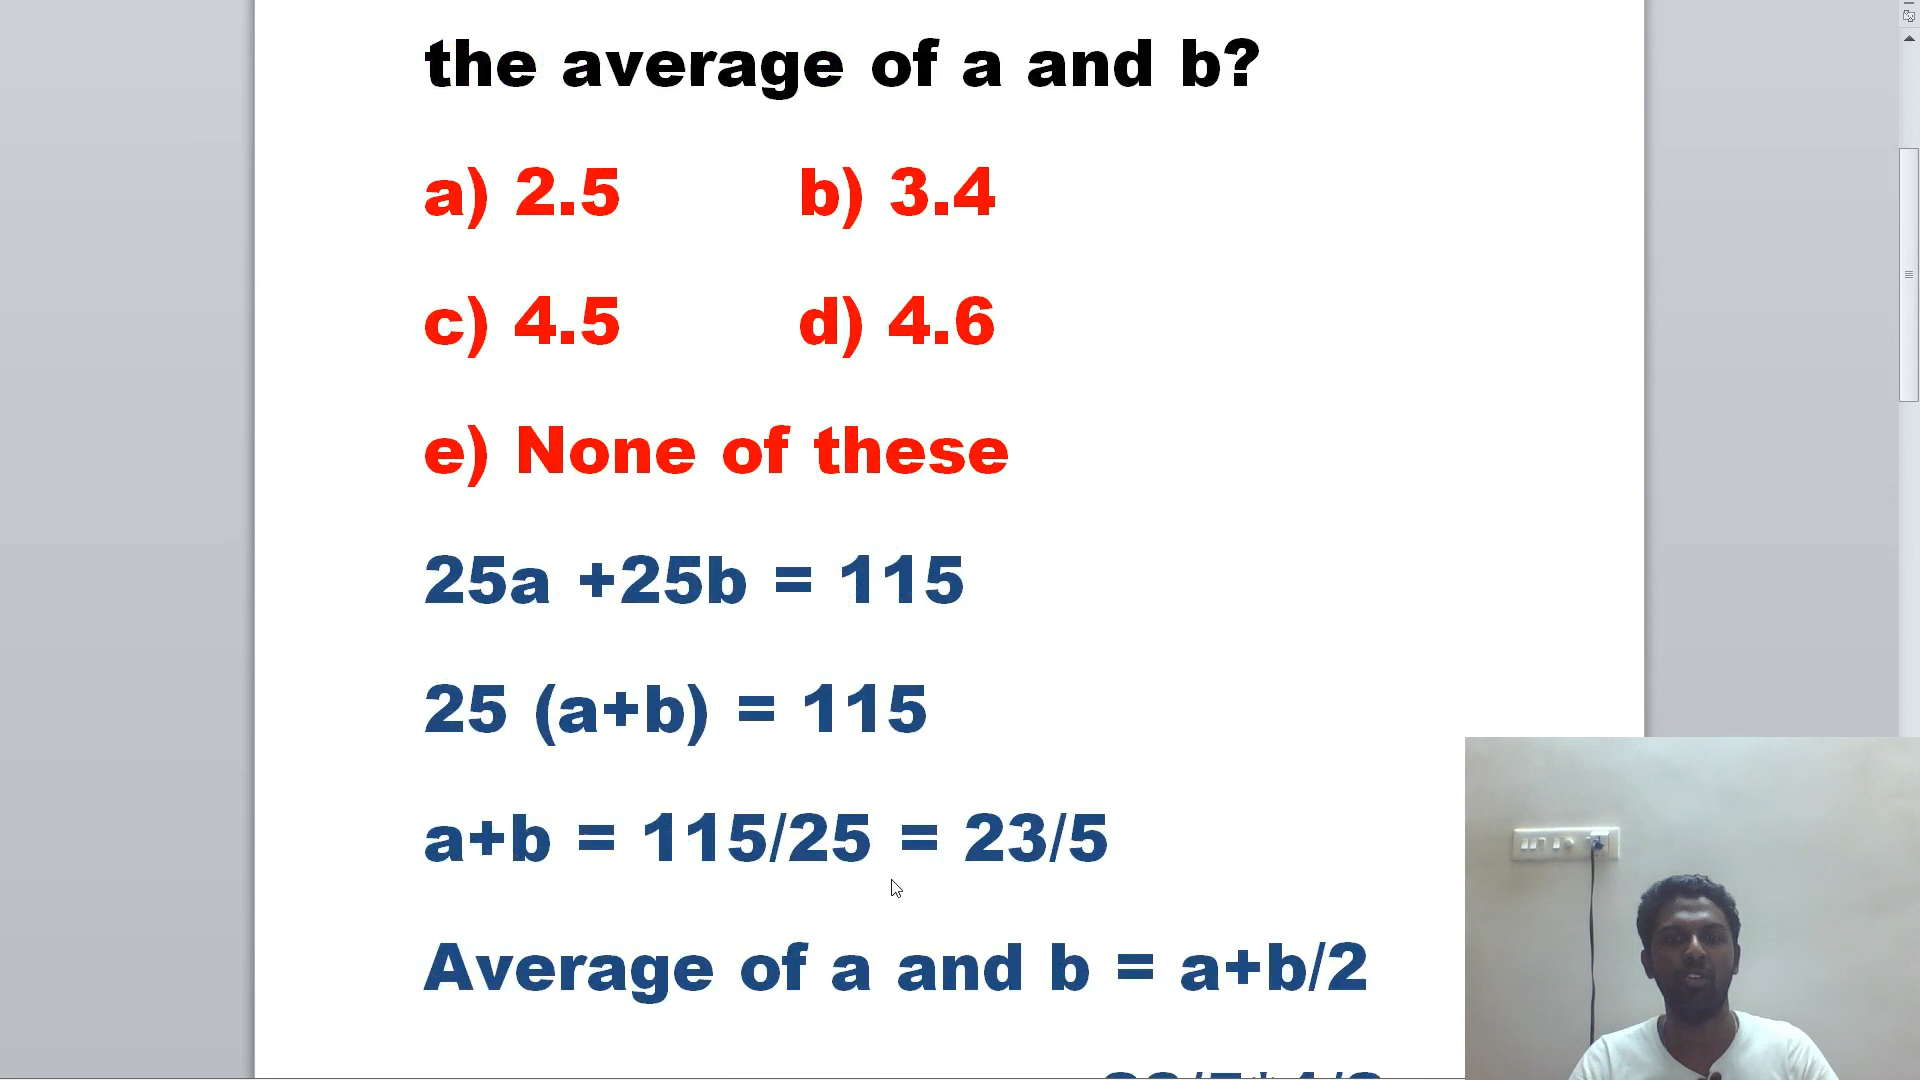 the average of a and b?
a) 2.5 b) 3.4
c) 4.5 d) 4.6
e) None of these
25a +25b = 115
25 (a+b) = 115
a+b = 115/25 = 23/5
Average of a and b = a+b/2